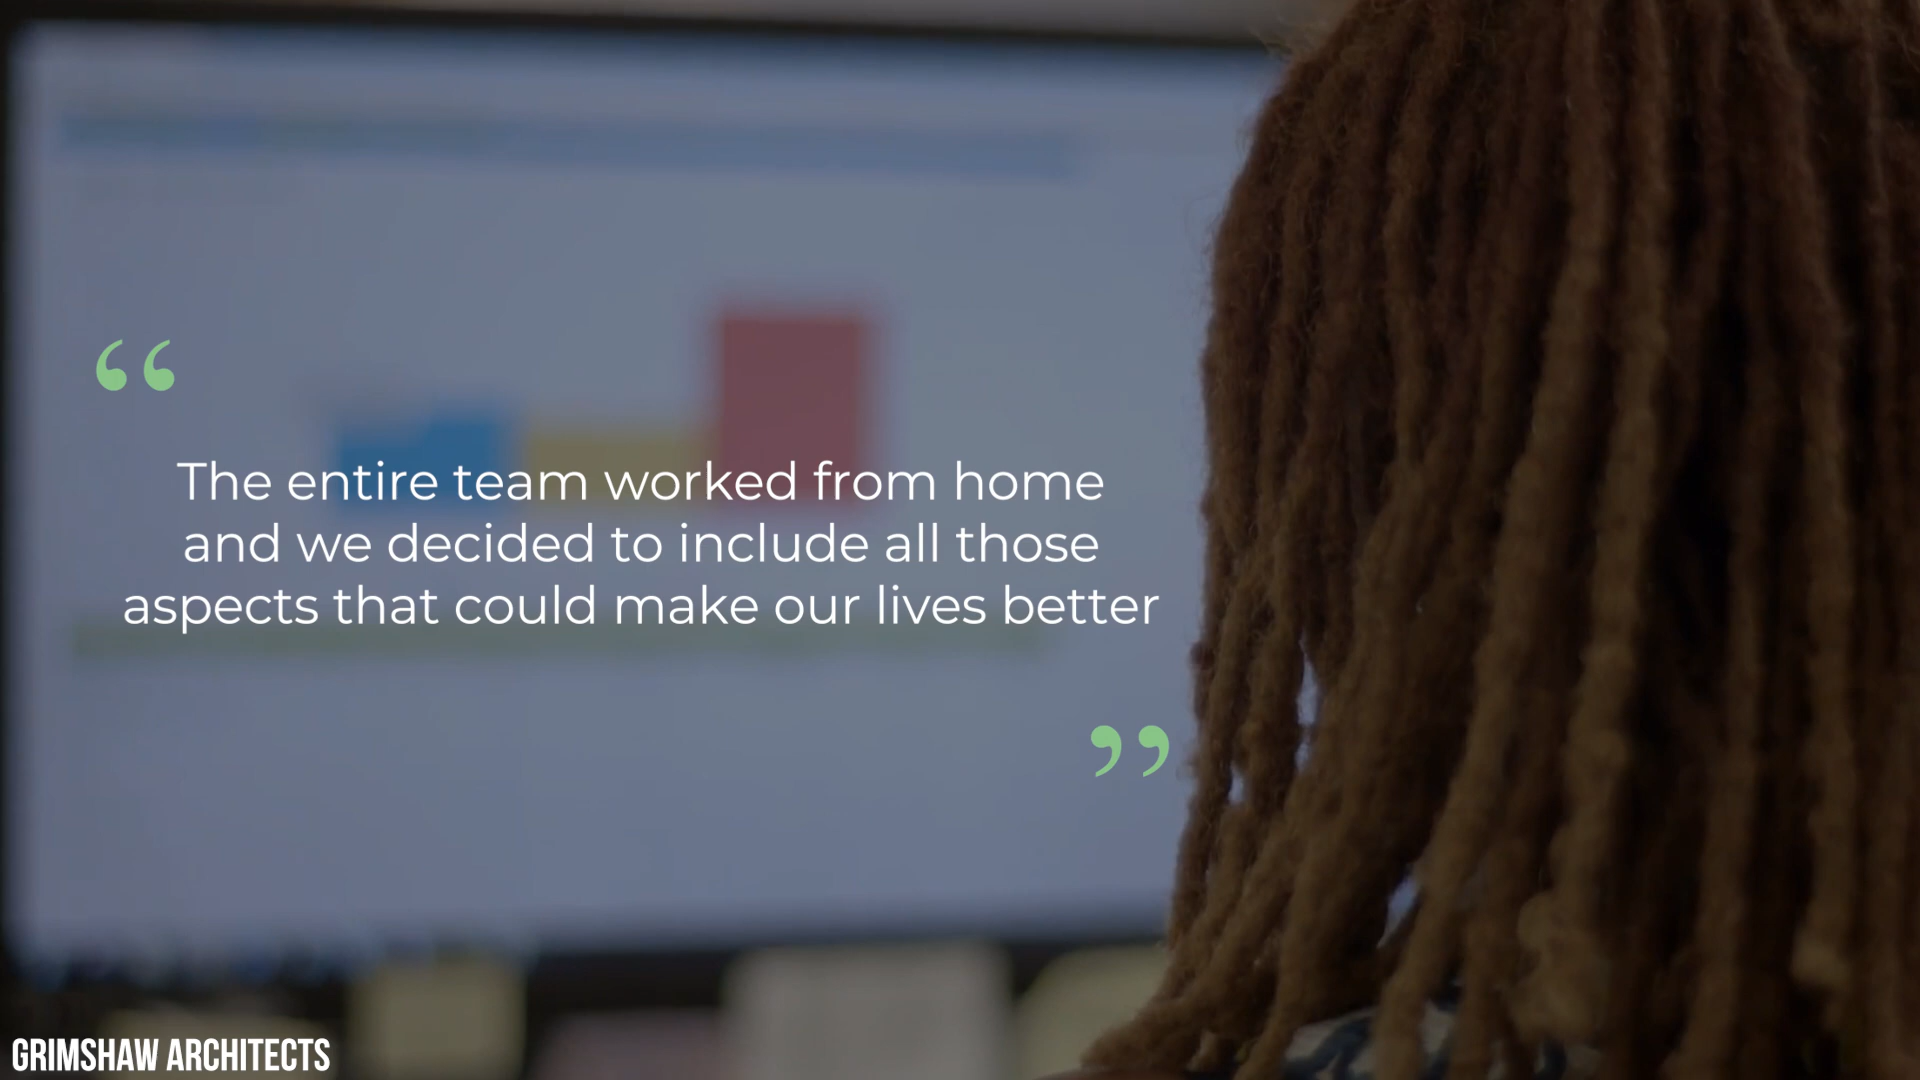 “
The entire team worked from home
and we decided to include all those
aspects that could make our lives better
”
GRIMSHAW ARCHITECTS